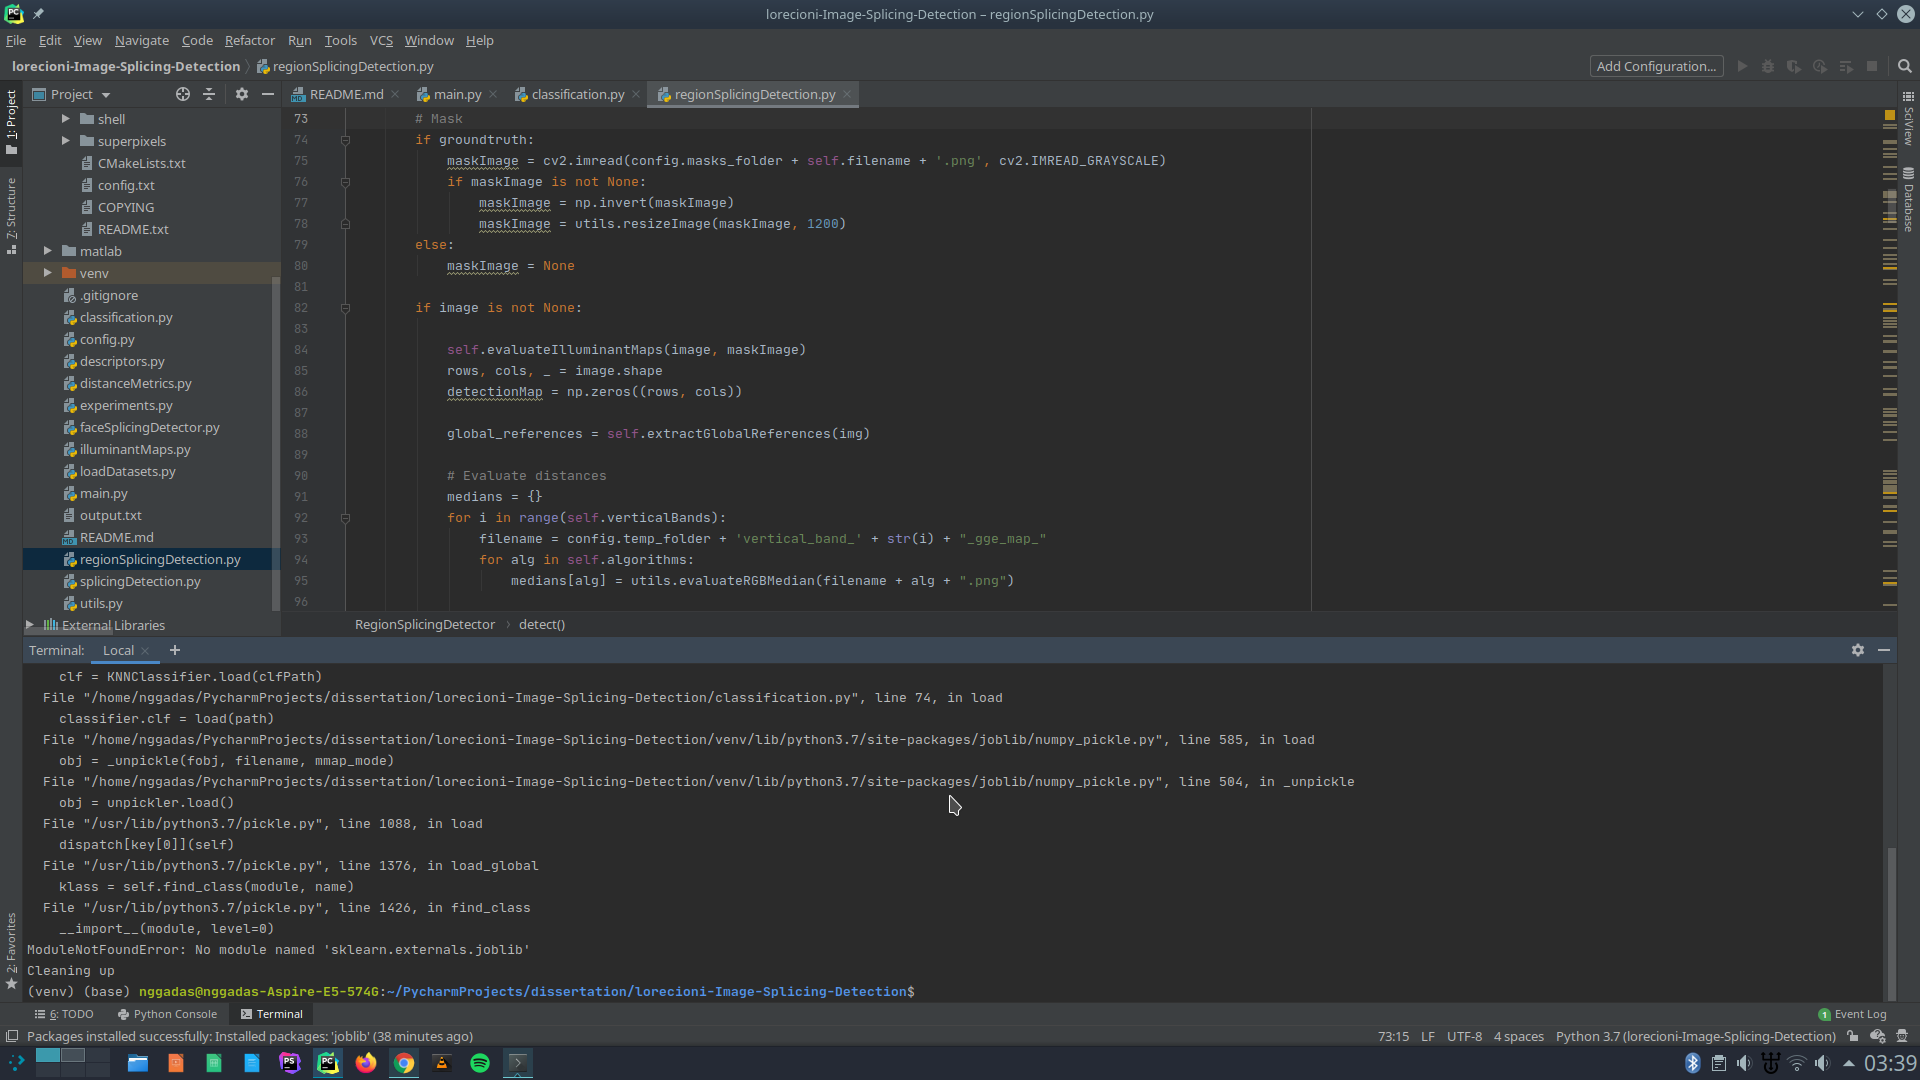 lorecioni-Image-Splicing-Detection – regionSplicingDetection.py
File Edit View Navigate Code Refactor Run Tools VCS Window Help
lorecioni-Image-Splicing-Detection regionSplicingDetection.py Add Configuration...
1: Project
7: Structure
2: Favorites
Project
shell
superpixels
CMakeLists.txt
config.txt
COPYING
README.txt
matlab
venv
.gitignore
classification.py
config.py
descriptors.py
distanceMetrics.py
experiments.py
faceSplicingDetector.py
illuminantMaps.py
loadDatasets.py
main.py
output.txt
README.md
regionSplicingDetection.py
splicingDetection.py
utils.py
External Libraries
README.md main.py classification.py regionSplicingDetection.py
73 # Mask
74 if groundtruth:
75 maskImage = cv2.imread(config.masks_folder + self.filename + '.png', cv2.IMREAD_GRAYSCALE)
76 if maskImage is not None:
77 maskImage = np.invert(maskImage)
78 maskImage = utils.resizeImage(maskImage, 1200)
79 else:
80 maskImage = None
81
82 if image is not None:
83
84 self.evaluateIlluminantMaps(image, maskImage)
85 rows, cols, _ = image.shape
86 detectionMap = np.zeros((rows, cols))
87
88 global_references = self.extractGlobalReferences(img)
89
90 # Evaluate distances
91 medians = {}
92 for i in range(self.verticalBands):
93 filename = config.temp_folder + 'vertical_band_' + str(i) + "_gge_map_"
94 for alg in self.algorithms:
95 medians[alg] = utils.evaluateRGBMedian(filename + alg + ".png")
96
RegionSplicingDetector detect()
SciView
Database
Terminal: Local
clf = KNNClassifier.load(clfPath)
File "/home/nggadas/PycharmProjects/dissertation/lorecioni-Image-Splicing-Detection/classification.py", line 74, in load
classifier.clf = load(path)
File "/home/nggadas/PycharmProjects/dissertation/lorecioni-Image-Splicing-Detection/venv/lib/python3.7/site-packages/joblib/numpy_pickle.py", line 585, in load
obj = _unpickle(fobj, filename, mmap_mode)
File "/home/nggadas/PycharmProjects/dissertation/lorecioni-Image-Splicing-Detection/venv/lib/python3.7/site-packages/joblib/numpy_pickle.py", line 504, in _unpickle
obj = unpickler.load()
File "/usr/lib/python3.7/pickle.py", line 1088, in load
dispatch[key[0]](self)
File "/usr/lib/python3.7/pickle.py", line 1376, in load_global
klass = self.find_class(module, name)
File "/usr/lib/python3.7/pickle.py", line 1426, in find_class
__import__(module, level=0)
ModuleNotFoundError: No module named 'sklearn.externals.joblib'
Cleaning up
(venv) (base) nggadas@nggadas-Aspire-E5-574G:~/PycharmProjects/dissertation/lorecioni-Image-Splicing-Detection$
6: TODO Python Console Terminal 1 Event Log
Packages installed successfully: Installed packages: 'joblib' (38 minutes ago) 73:15 LF UTF-8 4 spaces Python 3.7 (lorecioni-Image-Splicing-Detection)
03:39